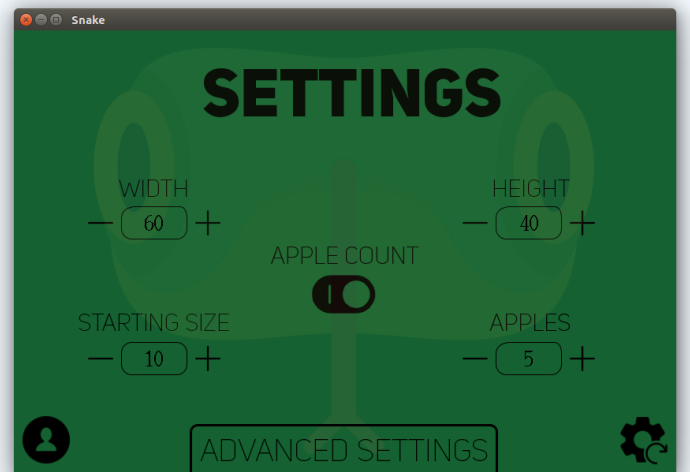 Snake
SETTINGS
WIDTH
HEIGHT
60
40
APPLE COUNT
STARTING SIZE
APPLES
10
5
ADVANCED SETTINGS